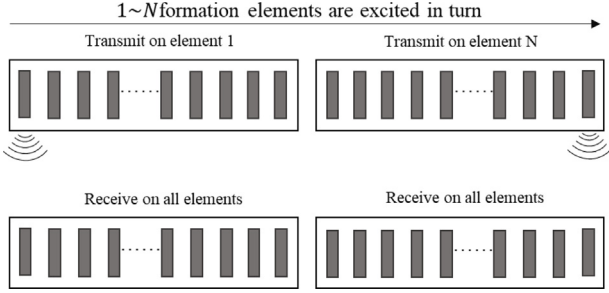 1~N formation elements are excited in turn
Transmit on element 1
Transmit on element N
Receive on all elements
Receive on all elements